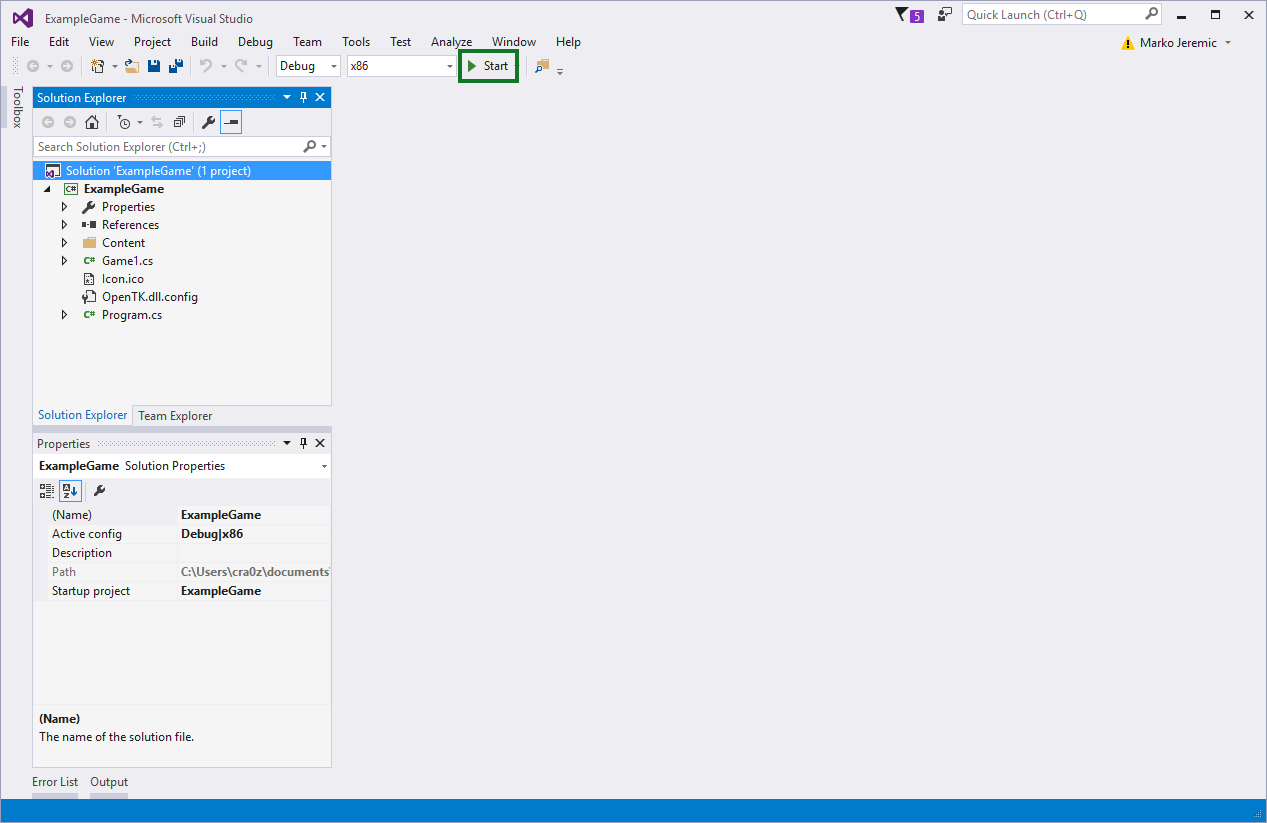 ExampleGame - Microsoft Visual Studio
5
Quick Launch (Ctrl+Q)
File Edit View Project Build Debug Team Tools Test Analyze Window Help
Marko Jeremic
Debug x86 Start
Toolbox
Solution Explorer
Search Solution Explorer (Ctrl+;)
Solution 'ExampleGame' (1 project)
C# ExampleGame
Properties
References
Content
C# Game1.cs
Icon.ico
OpenTK.dll.config
C# Program.cs
Solution Explorer Team Explorer
Properties
ExampleGame Solution Properties
(Name) ExampleGame
Active config Debug|x86
Description
Path C:\Users\cra0z\documents\
Startup project ExampleGame
(Name)
The name of the solution file.
Error List Output